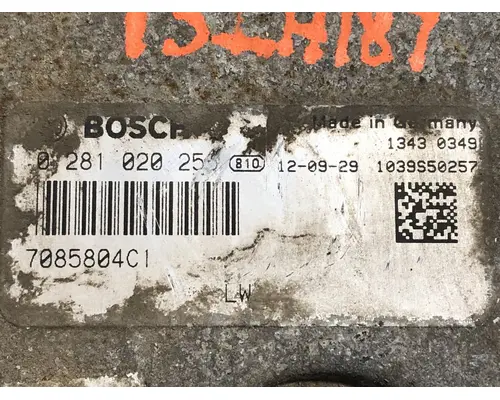 BOSCH
Made in Germany
1343 0349
0 281 020 25
B10
12-09-29
1039S50257
7085804C1
LW